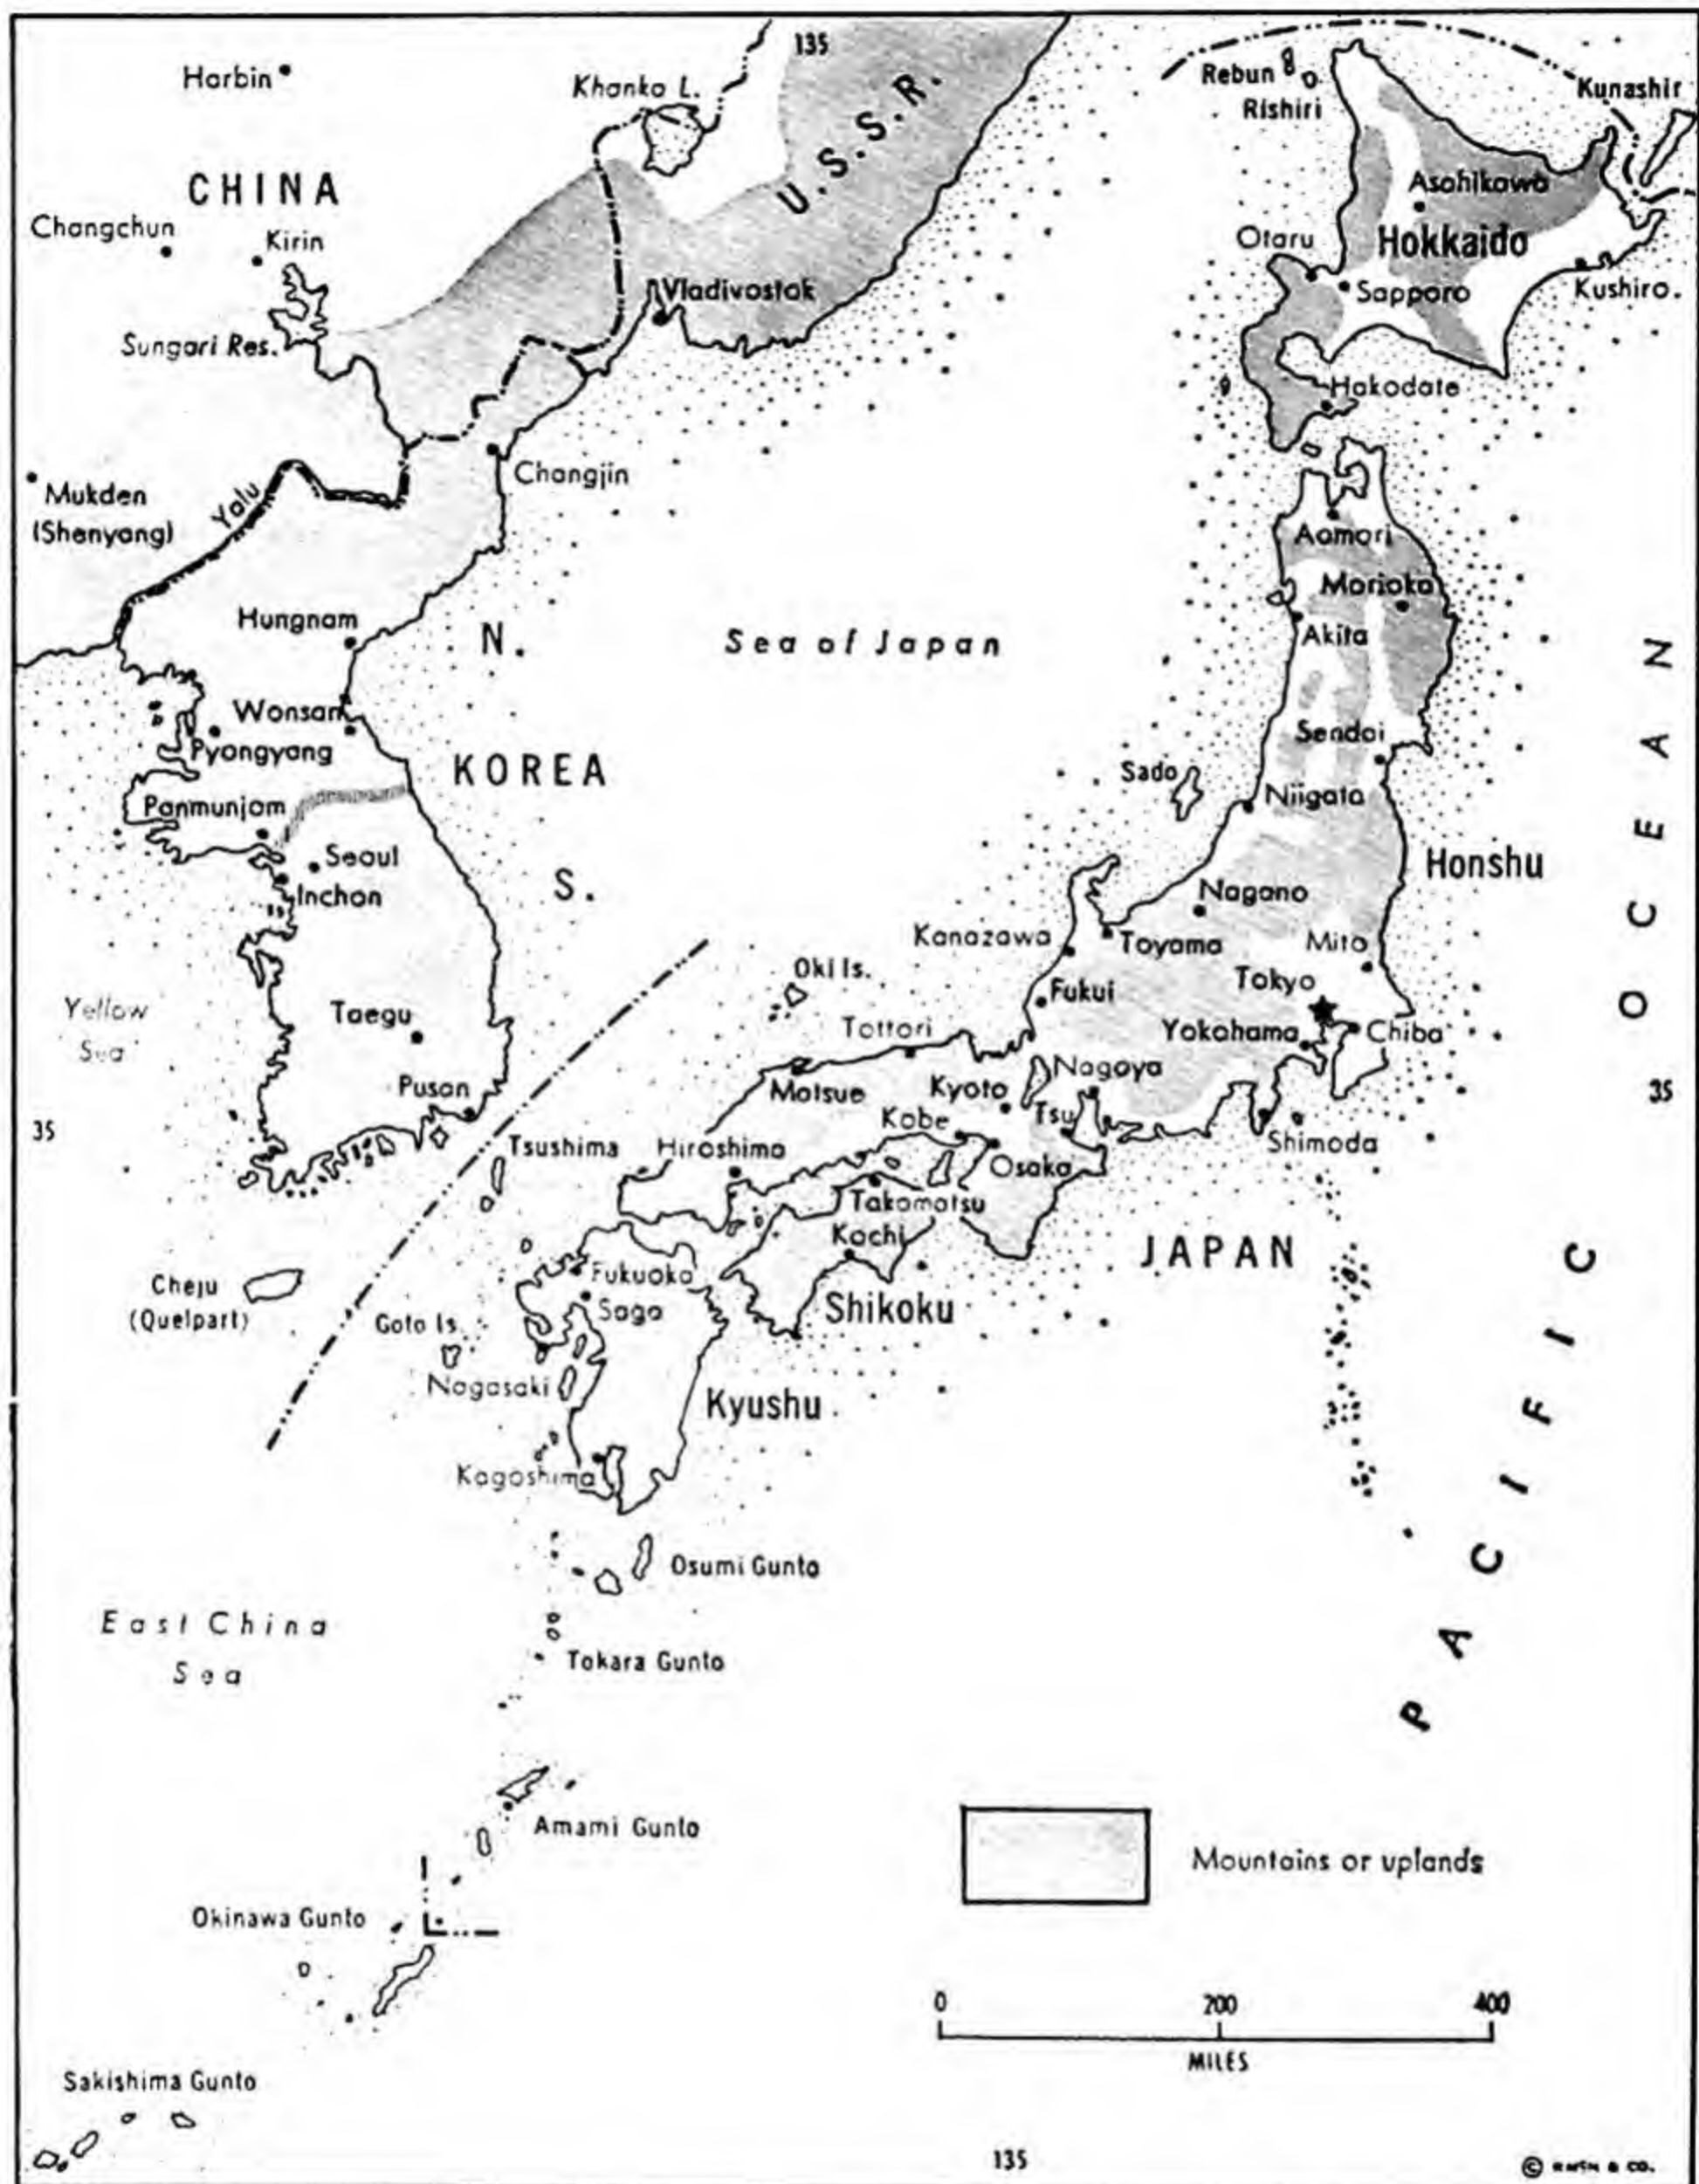 135
Harbin
Khanka L.
U.S.S.R.
Rebun
Rishiri
Kunashir
CHINA
Changchun
Kirin
Asahikawa
Otaru
Hokkaido
Sapporo
Kushiro.
Vladivostok
Sungari Res.
Hakodate
Changjin
Mukden
(Shenyang)
Yalu
Aomori
Morioka
Hungnam
N.
Sea of Japan
Akita
Wonsan
Pyongyang
KOREA
Sendai
Sado
Niigata
Panmunjom
Seoul
Inchon
S.
Honshu
Nagano
Kanazawa
Toyama
Mito
Oki Is.
Tokyo
Fukui
Yellow
Sea
Taegu
Tottori
Yokohama
Chiba
Pusan
Matsue
Kyoto
Nagoya
35
35
Kobe
Tsu
Tsushima
Hiroshima
Osaka
Shimoda
Takamatsu
Kochi
JAPAN
Cheju
(Quelpart)
Fukuoka
Saga
Shikoku
Goto Is.
Nagasaki
Kyushu
Kagoshima
PACIFIC OCEAN
Osumi Gunto
East China
Sea
Tokara Gunto
Amami Gunto
Mountains or uplands
Okinawa Gunto
0 200 400
MILES
Sakishima Gunto
135